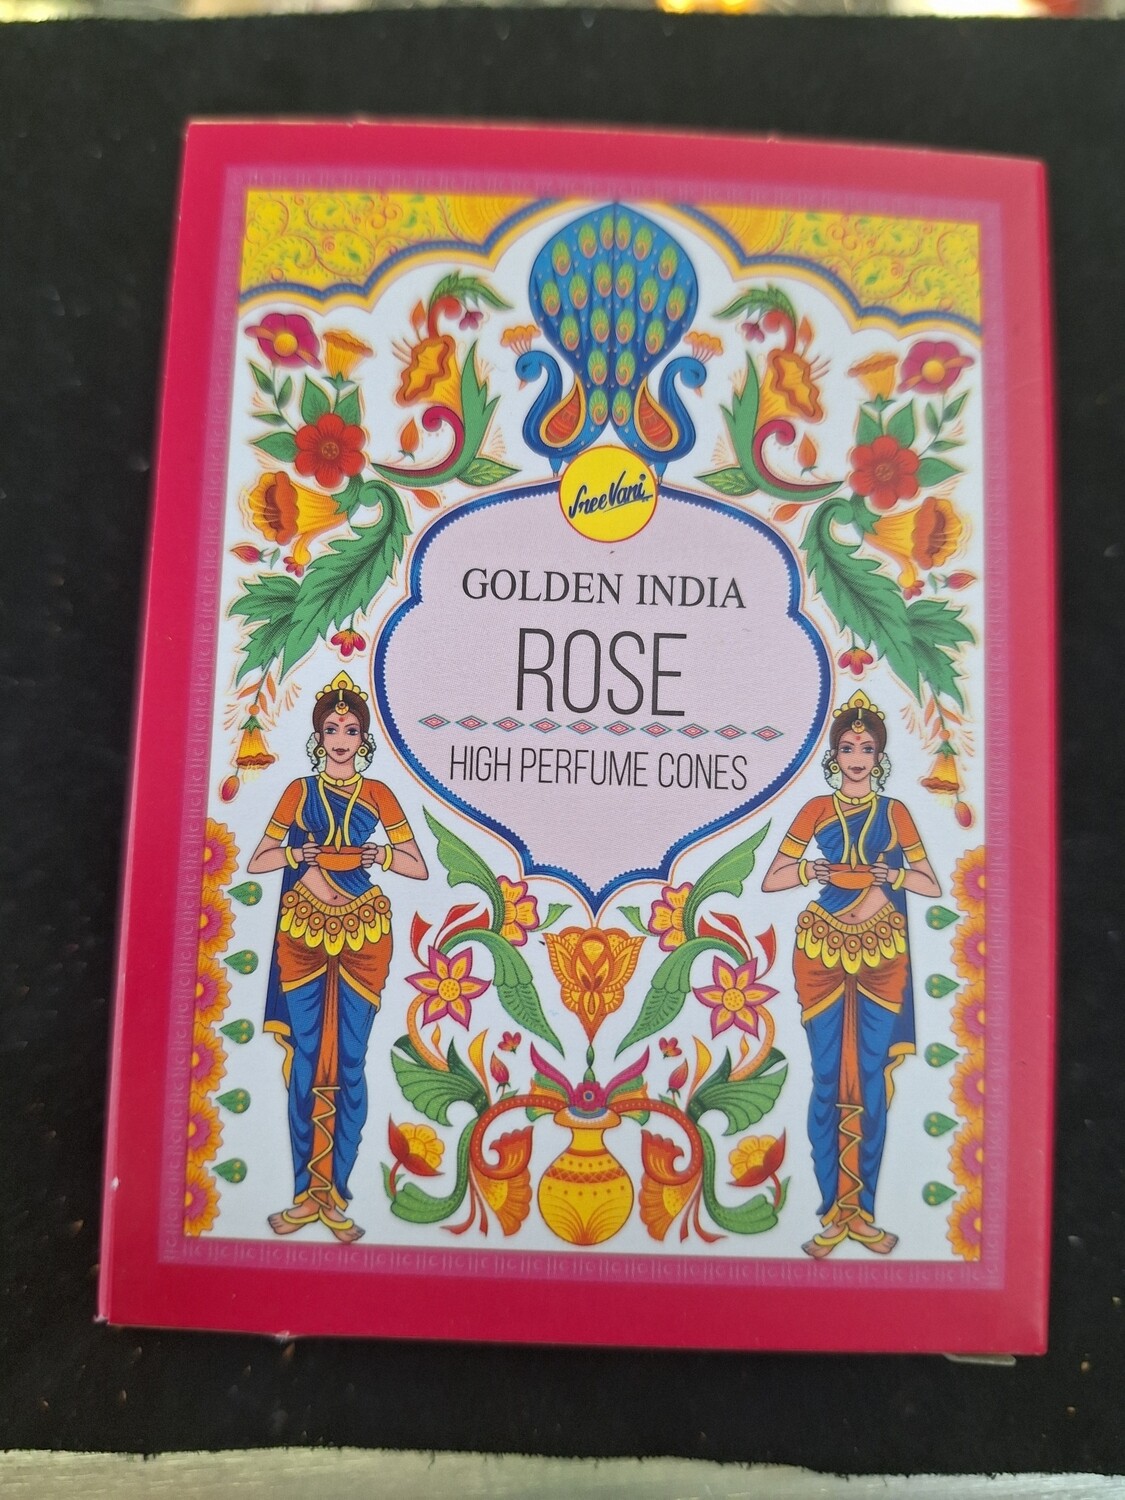 SreeVani
GOLDEN INDIA
ROSE
HIGH PERFUME CONES